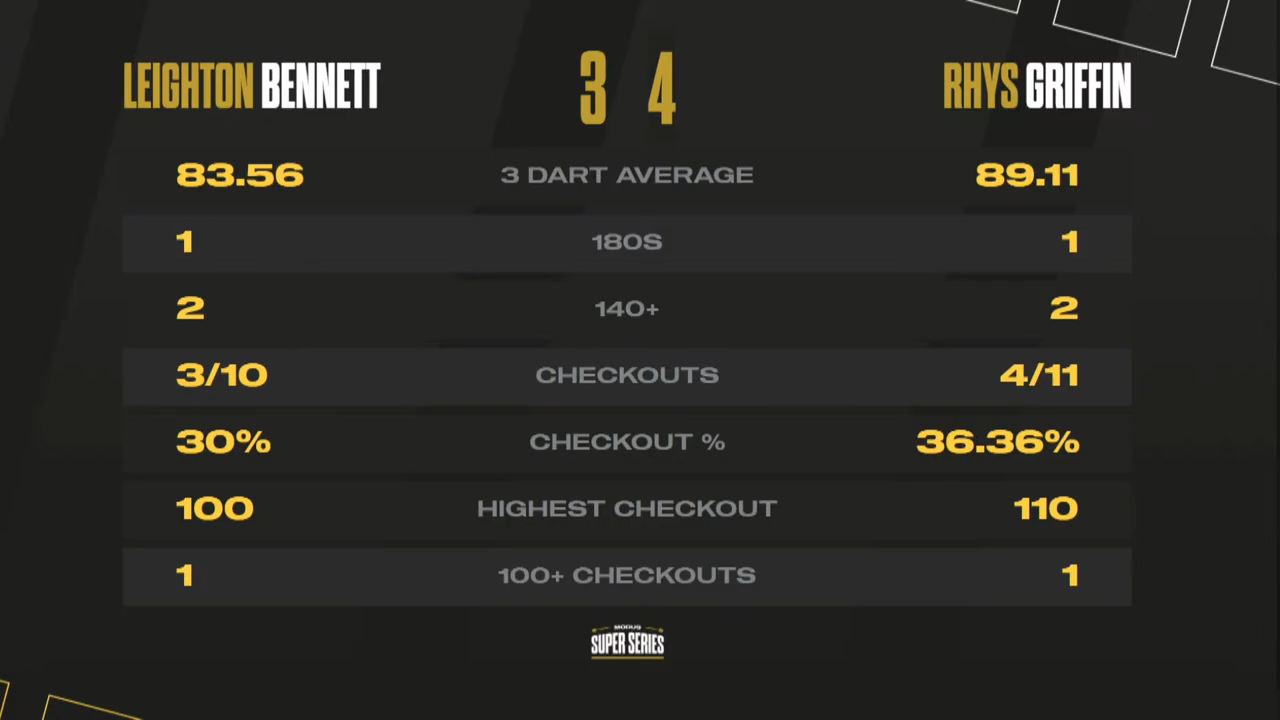 LEIGHTON BENNETT 3 4 RHYS GRIFFIN
83.56 3 DART AVERAGE 89.11
1 180S 1
2 140+ 2
3/10 CHECKOUTS 4/11
30% CHECKOUT % 36.36%
100 HIGHEST CHECKOUT 110
1 100+ CHECKOUTS 1
MODUS
SUPER SERIES